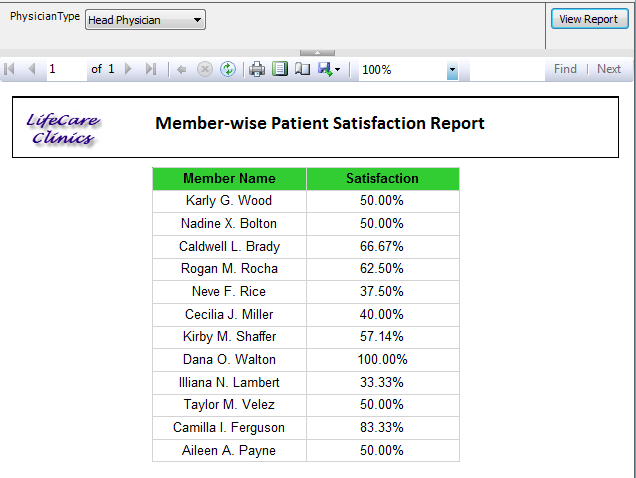 PhysicianType Head Physician View Report
1 of 1 100% Find | Next
LifeCare
Clinics
Member-wise Patient Satisfaction Report
Member Name Satisfaction
Karly G. Wood 50.00%
Nadine X. Bolton 50.00%
Caldwell L. Brady 66.67%
Rogan M. Rocha 62.50%
Neve F. Rice 37.50%
Cecilia J. Miller 40.00%
Kirby M. Shaffer 57.14%
Dana O. Walton 100.00%
Illiana N. Lambert 33.33%
Taylor M. Velez 50.00%
Camilla I. Ferguson 83.33%
Aileen A. Payne 50.00%